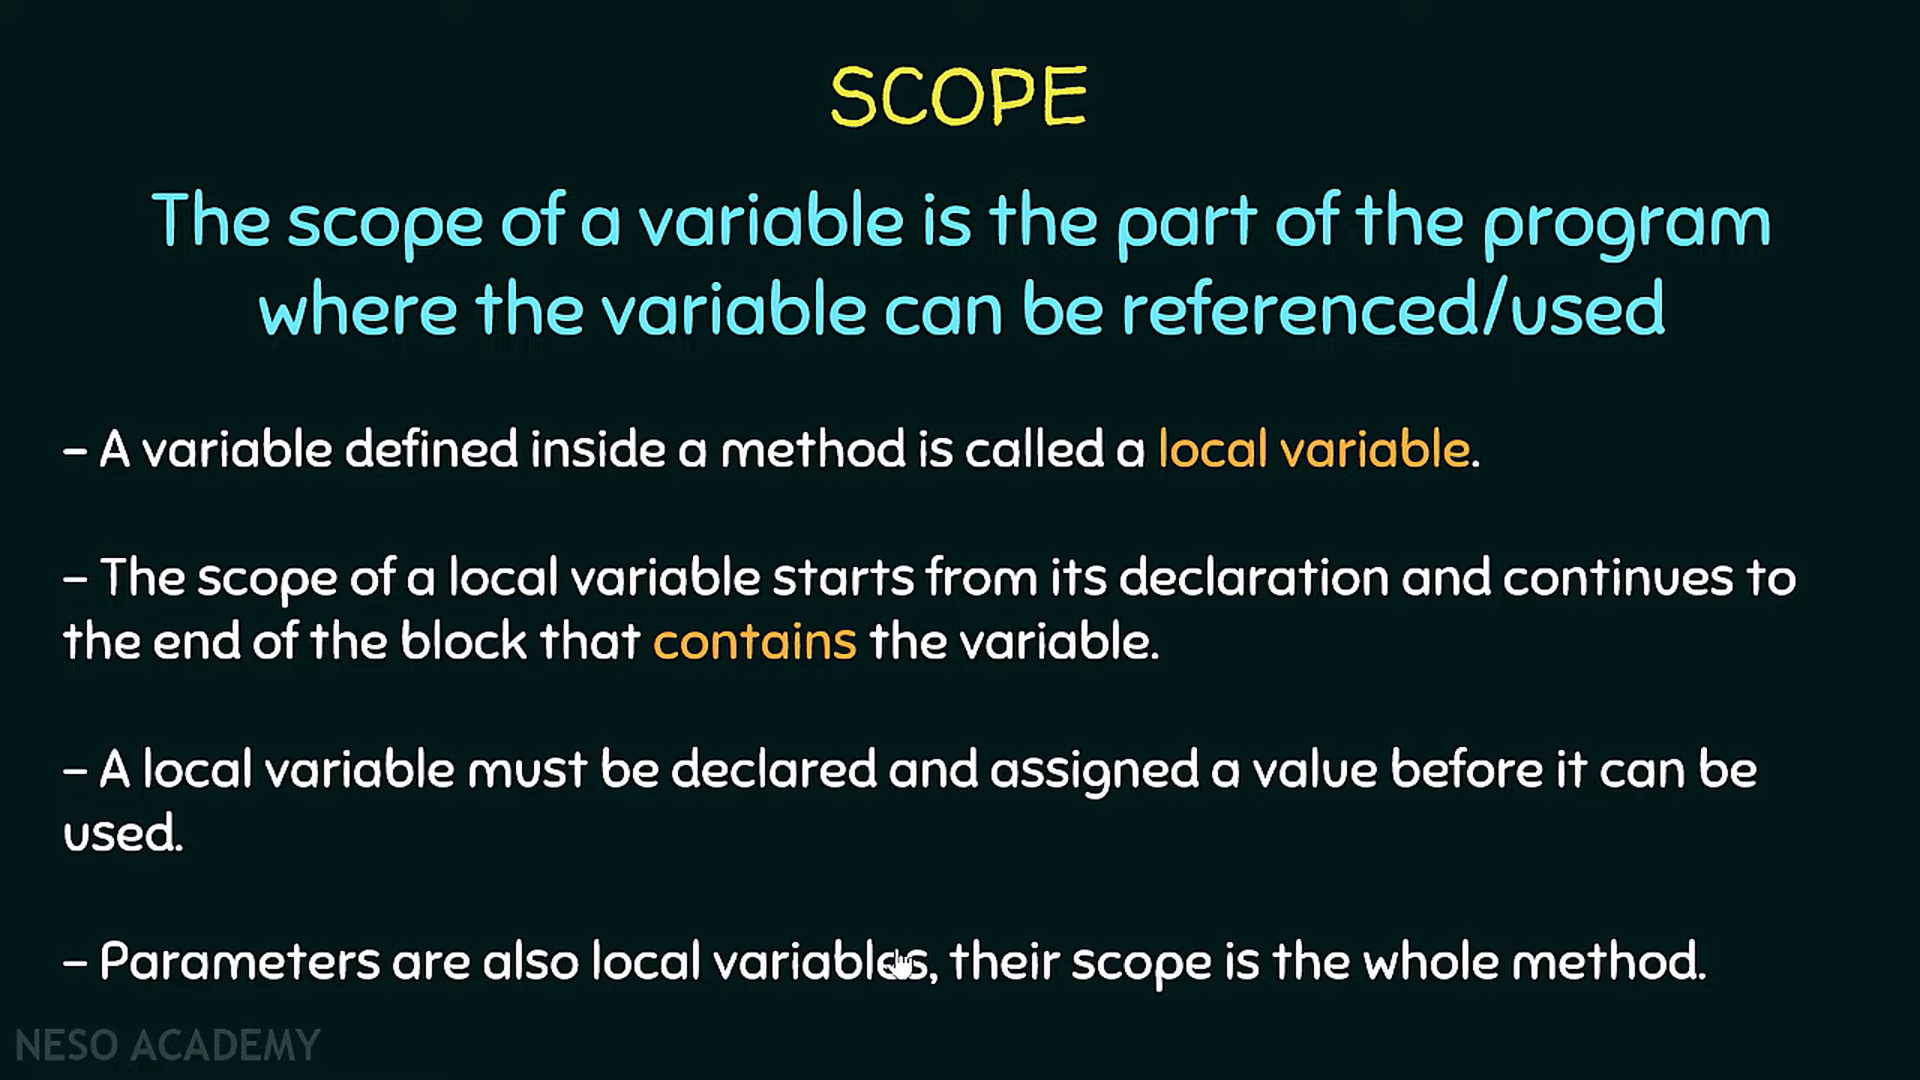 SCOPE
The scope of a variable is the part of the program
where the variable can be referenced/used
– A variable defined inside a method is called a local variable.
– The scope of a local variable starts from its declaration and continues to
the end of the block that contains the variable.
– A local variable must be declared and assigned a value before it can be
used.
– Parameters are also local variables, their scope is the whole method.
NESO ACADEMY